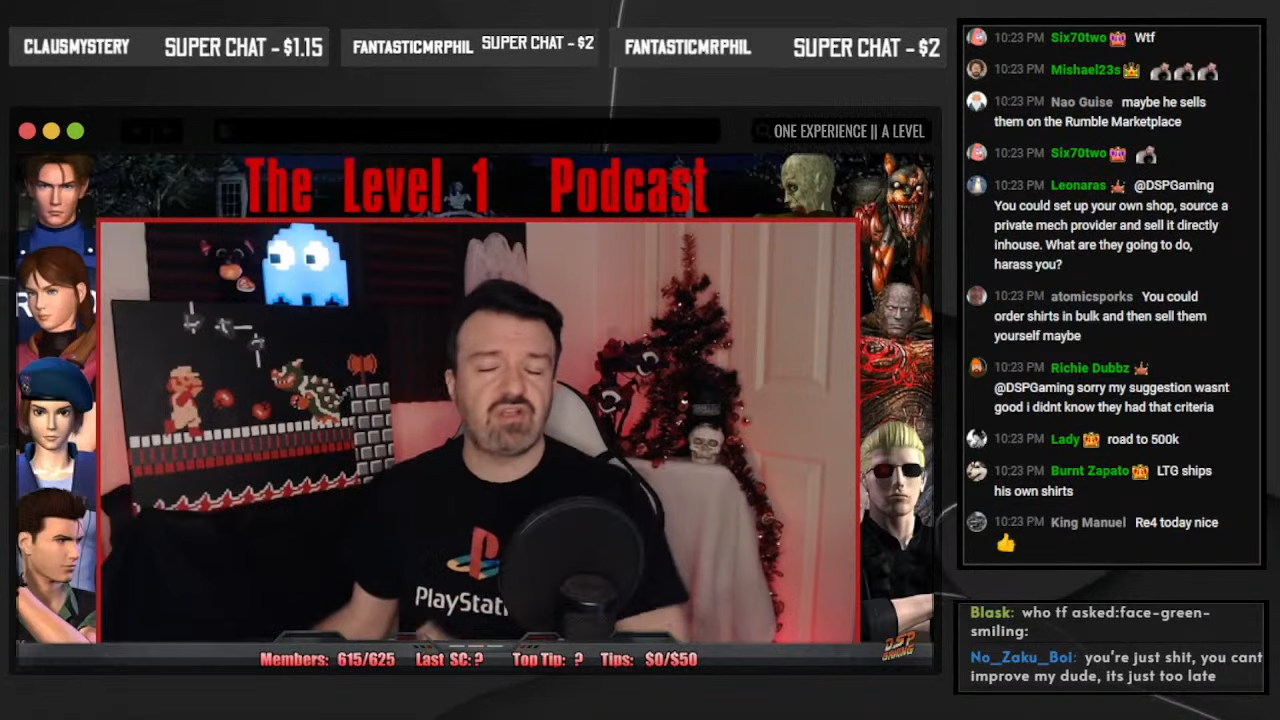 CLAUSMYSTERY SUPER CHAT - $1.15
FANTASTICMRPHIL SUPER CHAT - $2
FANTASTICMRPHIL SUPER CHAT - $2
ONE EXPERIENCE || A LEVEL
The Level 1 Podcast
PlayStati
Members: 615/625 Last SC: ? Top Tip: ? Tips: $0/$50
DSP
GAMING
10:23 PM Six70two Wtf
10:23 PM Mishael23s
10:23 PM Nao Guise maybe he sells
them on the Rumble Marketplace
10:23 PM Six70two
10:23 PM Leonaras @DSPGaming
You could set up your own shop, source a
private mech provider and sell it directly
inhouse. What are they going to do,
harass you?
10:23 PM atomicsporks You could
order shirts in bulk and then sell them
yourself maybe
10:23 PM Richie Dubbz
@DSPGaming sorry my suggestion wasnt
good i didnt know they had that criteria
10:23 PM Lady road to 500k
10:23 PM Burnt Zapato LTG ships
his own shirts
10:23 PM King Manuel Re4 today nice
👍
Blask: who tf asked:face-green-
smiling:
No_Zaku_Boi: you're just shit, you cant
improve my dude, its just too late